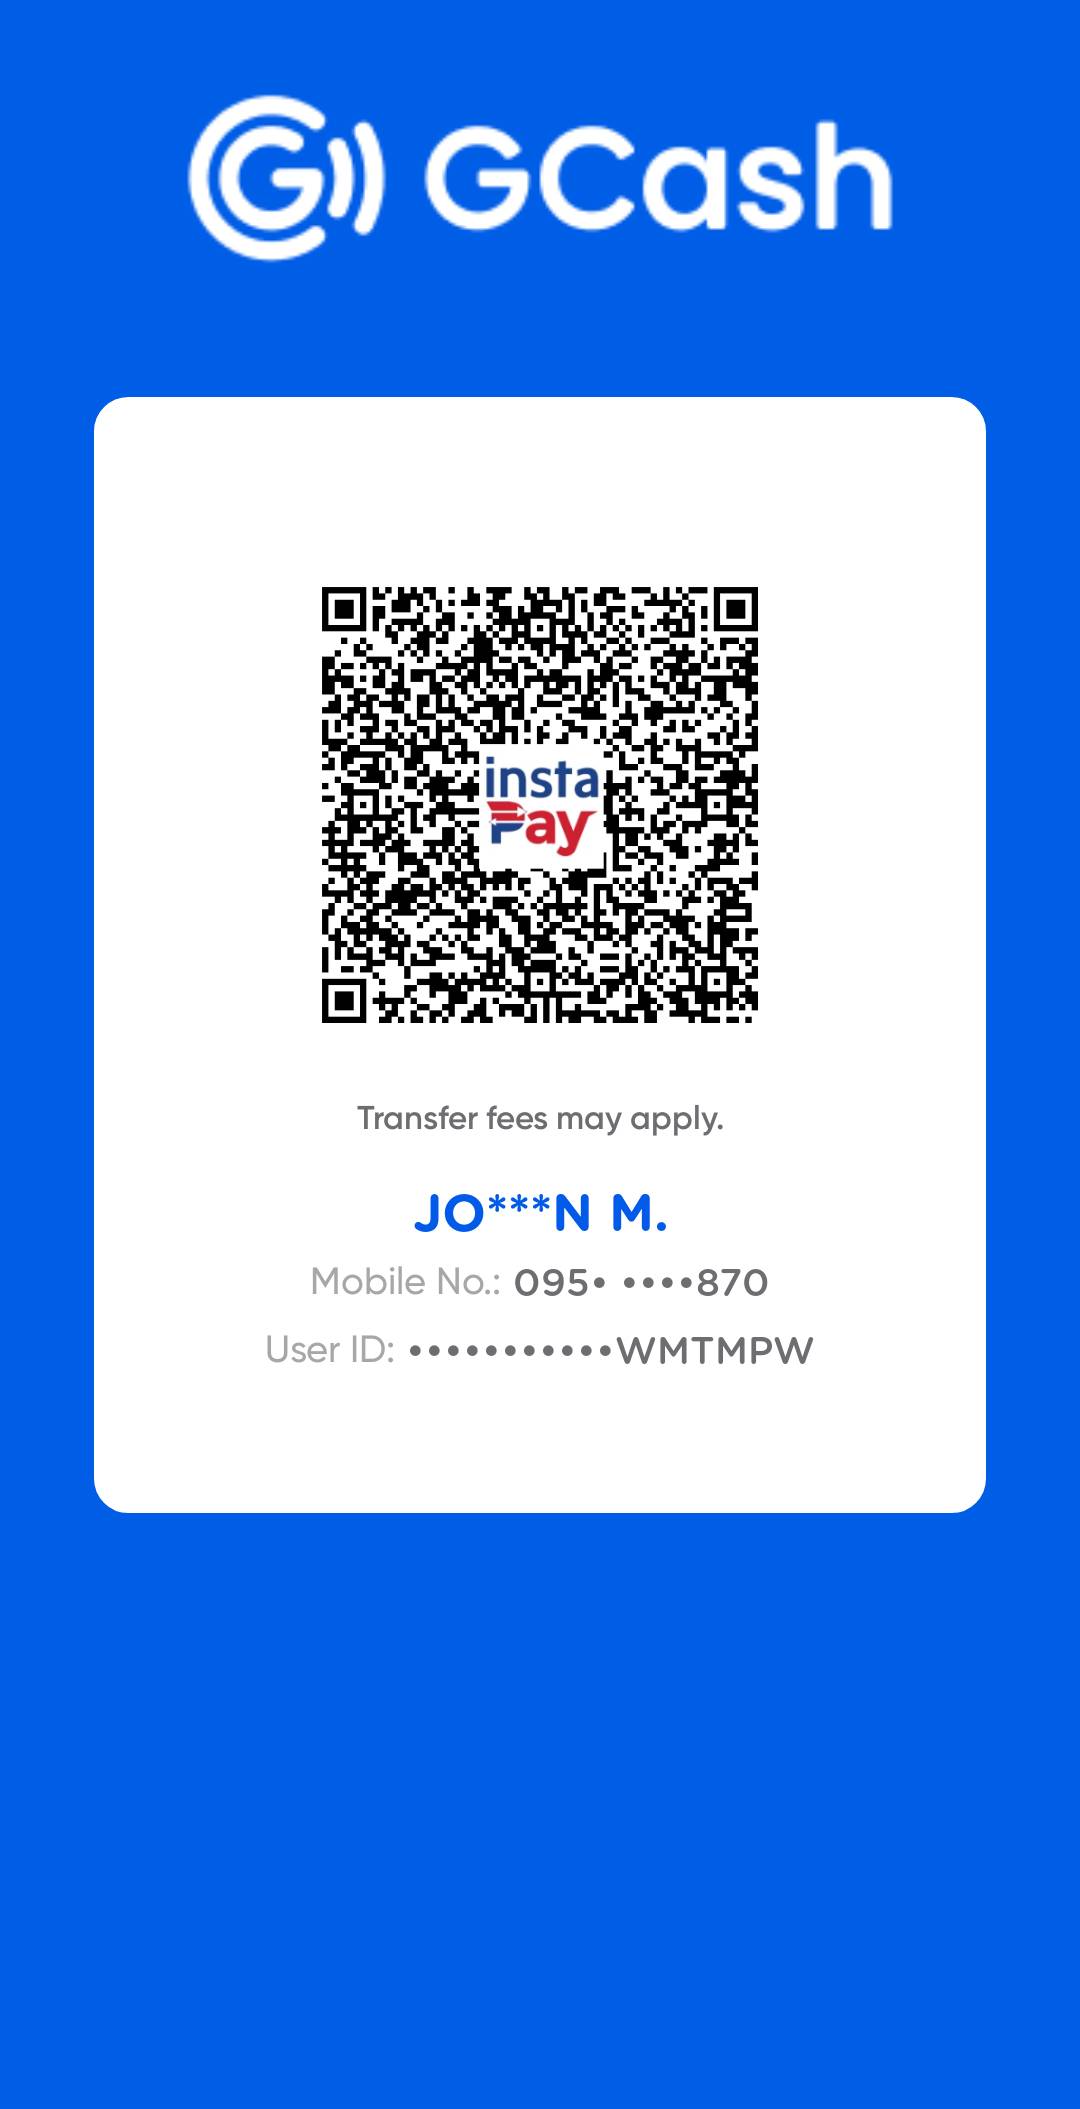 GCash
insta
Pay
Transfer fees may apply.
JO***N M.
Mobile No.: 095• ••••870
User ID: •••••••••••WMTMPW